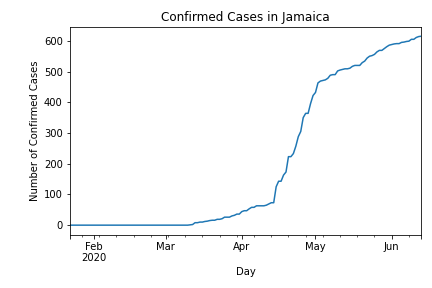 Confirmed Cases in Jamaica
Number of Confirmed Cases
600
500
400
300
200
100
0
Feb
2020
Mar
Apr
May
Jun
Day